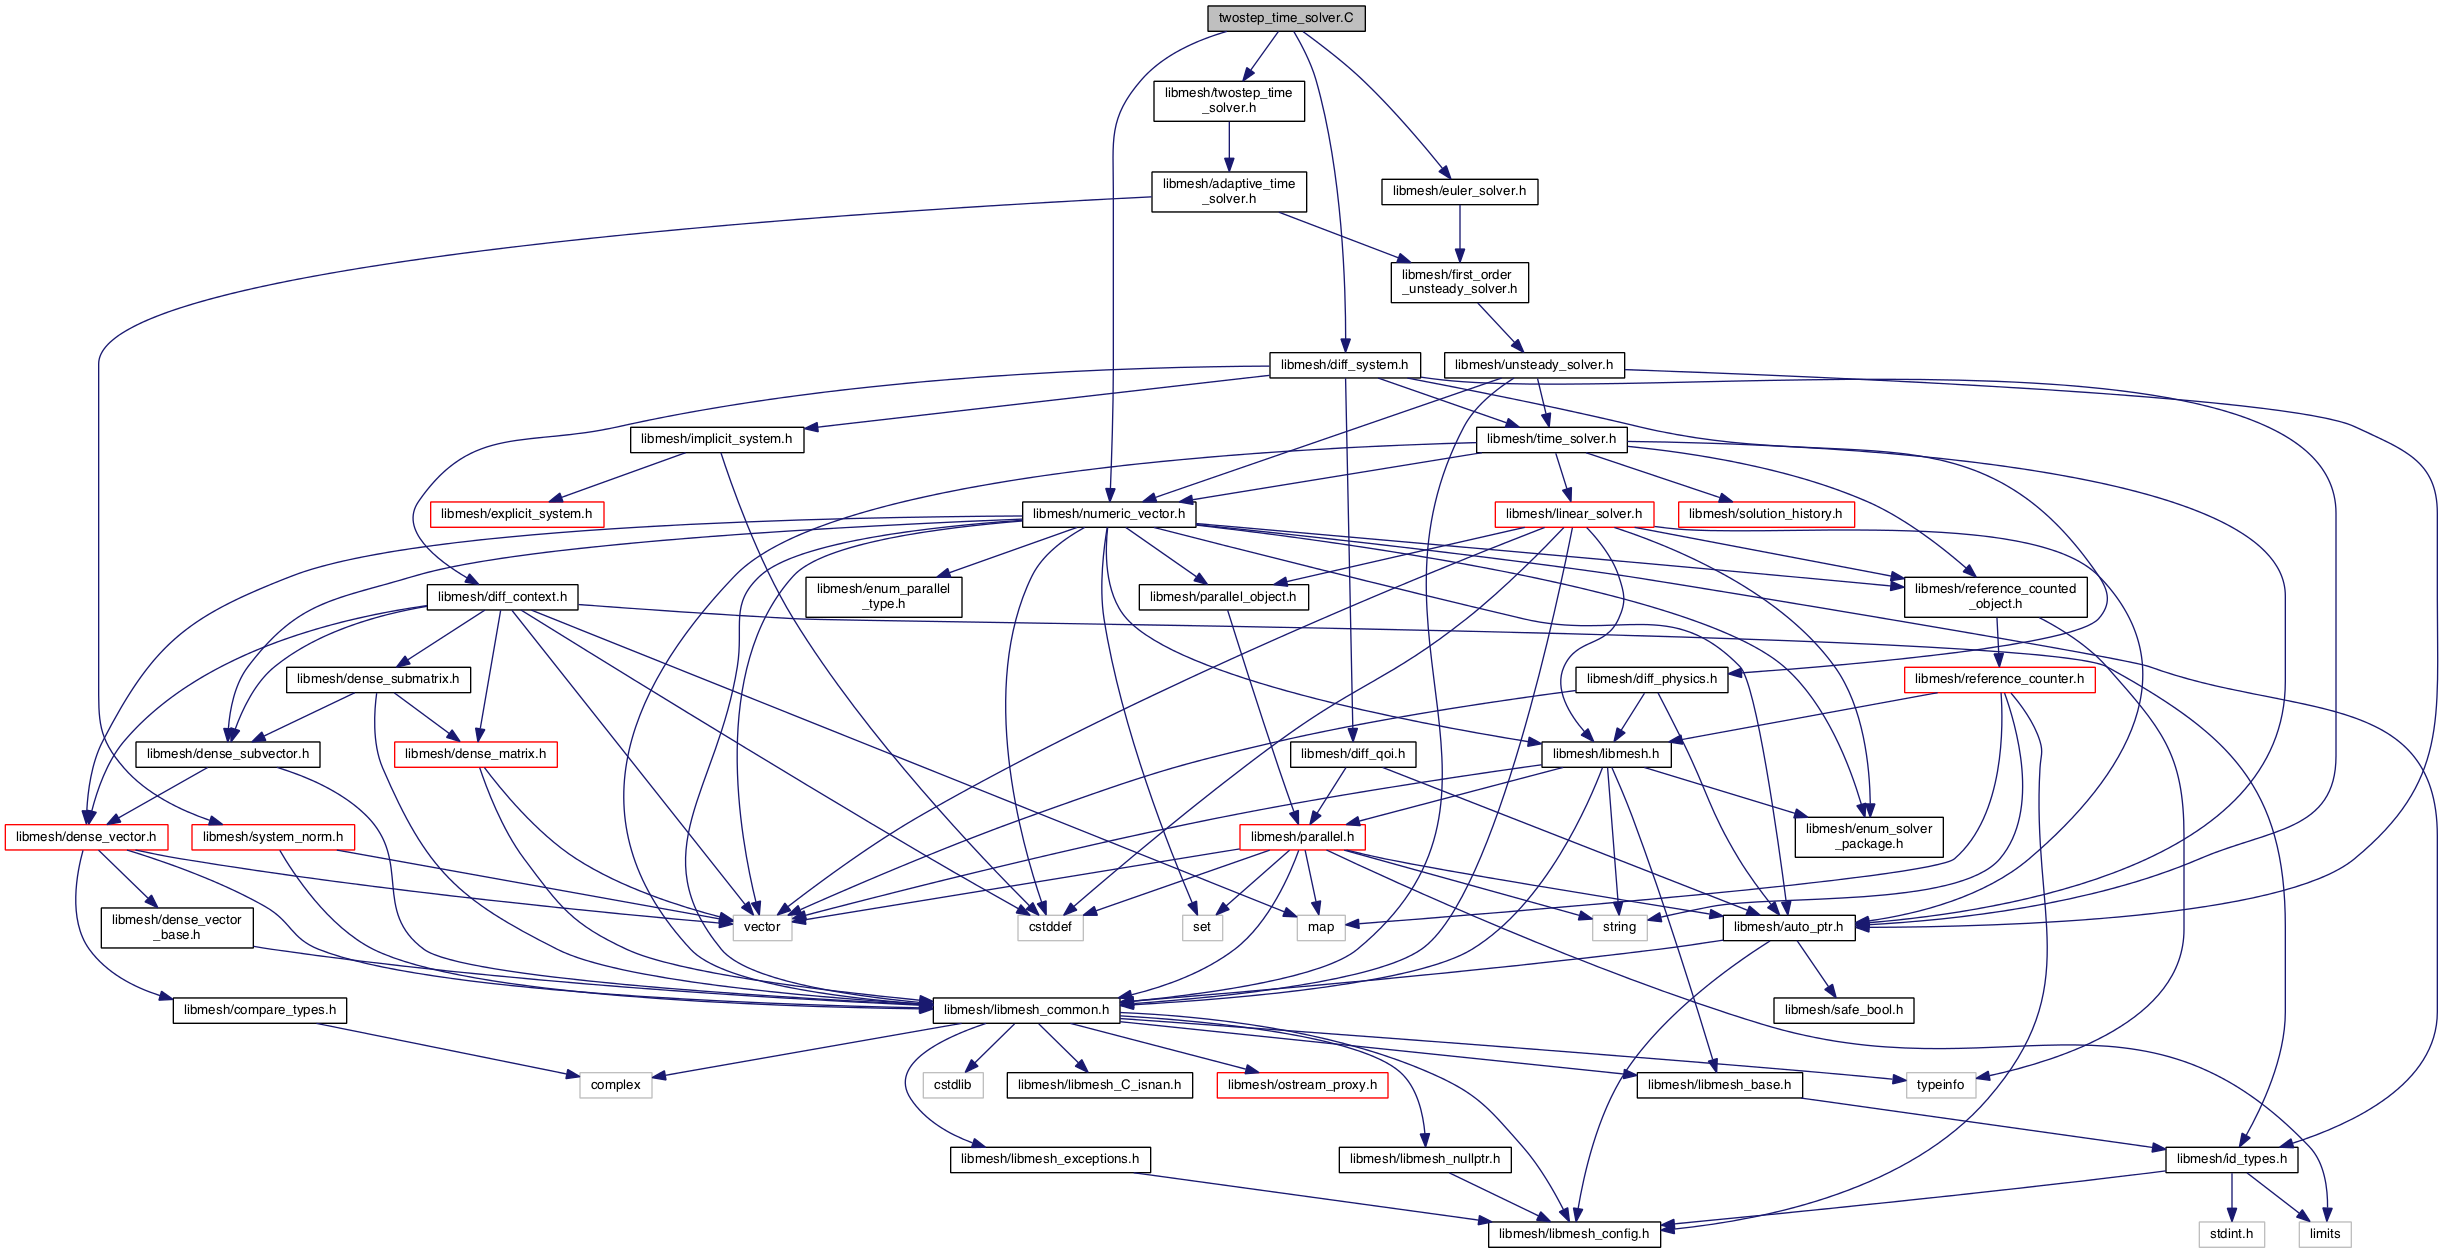 twostep_time_solver.C
libmesh/twostep_time
_solver.h
libmesh/adaptive_time
_solver.h
libmesh/euler_solver.h
libmesh/first_order
_unsteady_solver.h
libmesh/diff_system.h
libmesh/unsteady_solver.h
libmesh/implicit_system.h
libmesh/time_solver.h
libmesh/explicit_system.h
libmesh/numeric_vector.h
libmesh/linear_solver.h
libmesh/solution_history.h
libmesh/diff_context.h
libmesh/enum_parallel
_type.h
libmesh/parallel_object.h
libmesh/reference_counted
_object.h
libmesh/dense_submatrix.h
libmesh/diff_physics.h
libmesh/reference_counter.h
libmesh/dense_subvector.h
libmesh/dense_matrix.h
libmesh/diff_qoi.h
libmesh/libmesh.h
libmesh/dense_vector.h
libmesh/system_norm.h
libmesh/parallel.h
libmesh/enum_solver
_package.h
libmesh/dense_vector
_base.h
vector
cstddef
set
map
string
libmesh/auto_ptr.h
libmesh/compare_types.h
libmesh/libmesh_common.h
libmesh/safe_bool.h
complex
cstdlib
libmesh/libmesh_C_isnan.h
libmesh/ostream_proxy.h
libmesh/libmesh_base.h
typeinfo
libmesh/libmesh_exceptions.h
libmesh/libmesh_nullptr.h
libmesh/id_types.h
libmesh/libmesh_config.h
stdint.h
limits